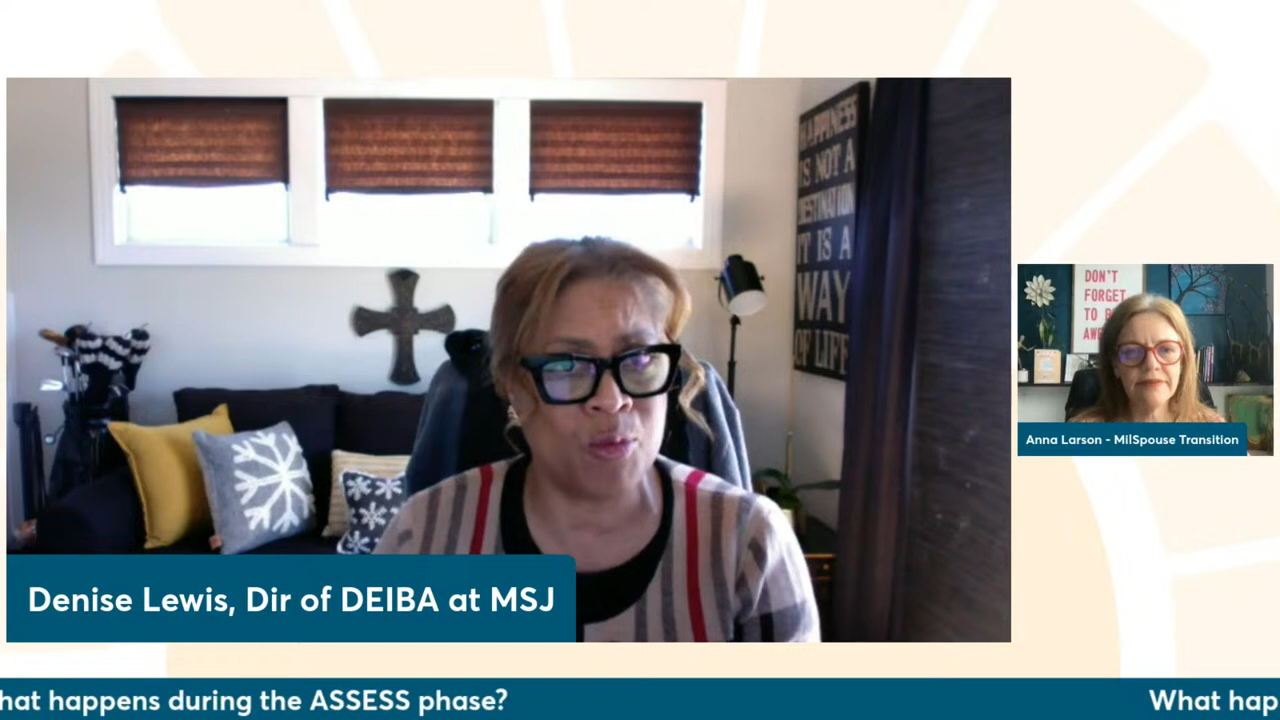 HAPPINESS
IS NOT A
DESTINATION
IT IS A
WAY
OF LIFE
DON'T
FORGET
TO
Anna Larson - MilSpouse Transition
Denise Lewis, Dir of DEIBA at MSJ
hat happens during the ASSESS phase?
What hap